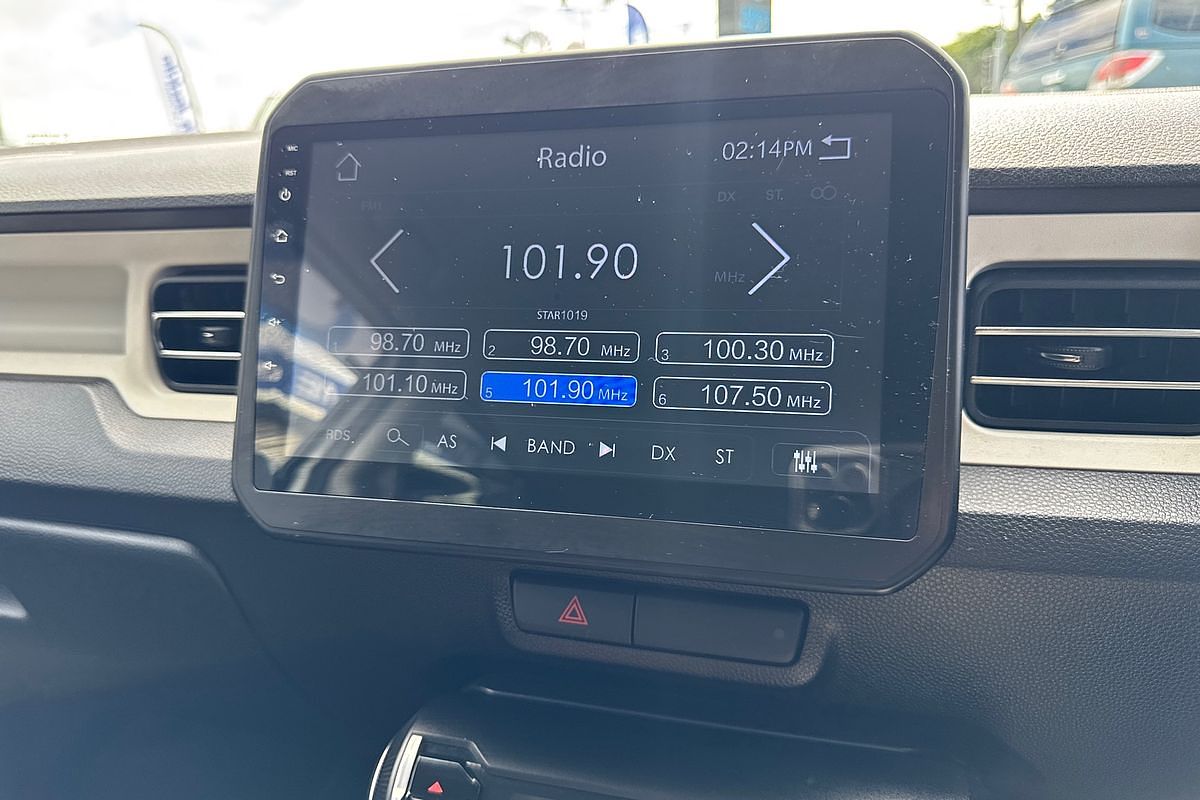 MIC
RST
Radio
02:14PM
FM1
DX ST
101.90
MHz
STAR1019
1 98.70 MHz
2 98.70 MHz
3 100.30 MHz
101.10 MHz
5 101.90 MHz
6 107.50 MHz
RDS
AS
BAND
DX
ST